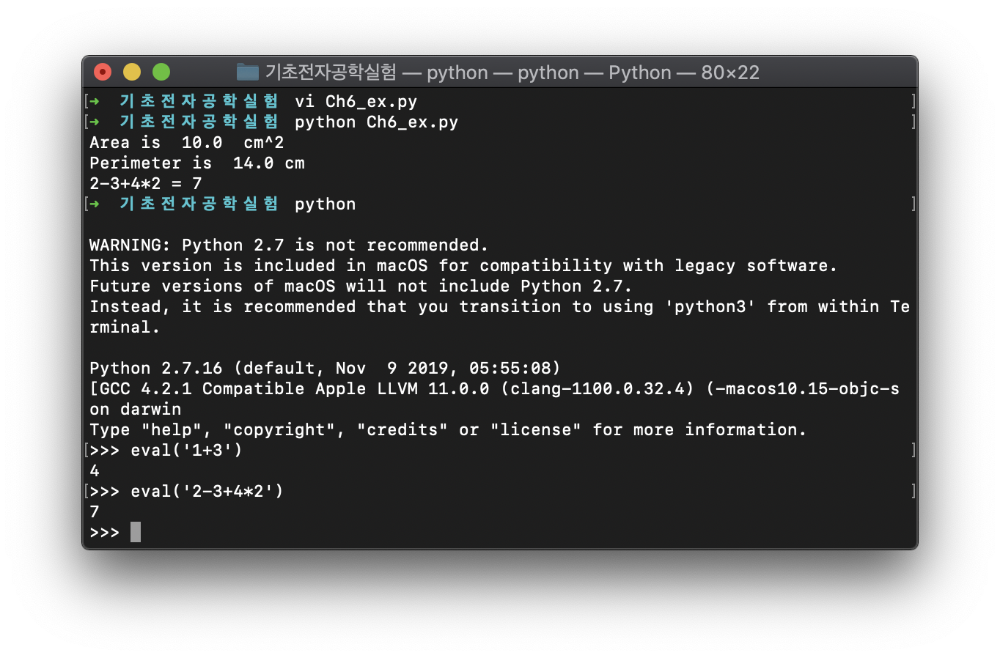 기초전자공학실험 — python — python — Python — 80×22
[➜  기초전자공학실험 vi Ch6_ex.py ]
[➜  기초전자공학실험 python Ch6_ex.py ]
Area is  10.0  cm^2
Perimeter is  14.0 cm
2-3+4*2 = 7
[➜  기초전자공학실험 python ]
WARNING: Python 2.7 is not recommended.
This version is included in macOS for compatibility with legacy software.
Future versions of macOS will not include Python 2.7.
Instead, it is recommended that you transition to using 'python3' from within Te
rminal.
Python 2.7.16 (default, Nov  9 2019, 05:55:08)
[GCC 4.2.1 Compatible Apple LLVM 11.0.0 (clang-1100.0.32.4) (-macos10.15-objc-s
on darwin
Type "help", "copyright", "credits" or "license" for more information.
[>>> eval('1+3') ]
4
[>>> eval('2-3+4*2') ]
7
>>>